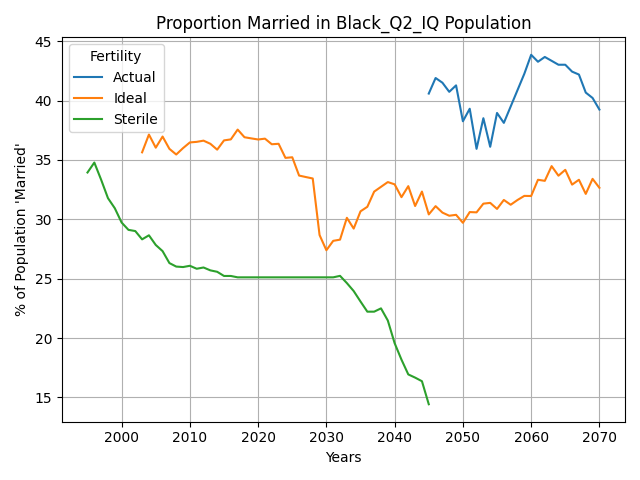 Proportion Married in Black_Q2_IQ Population
% of Population 'Married'
45
40
35
30
25
20
15
Fertility
Actual
Ideal
Sterile
2000 2010 2020 2030 2040 2050 2060 2070
Years